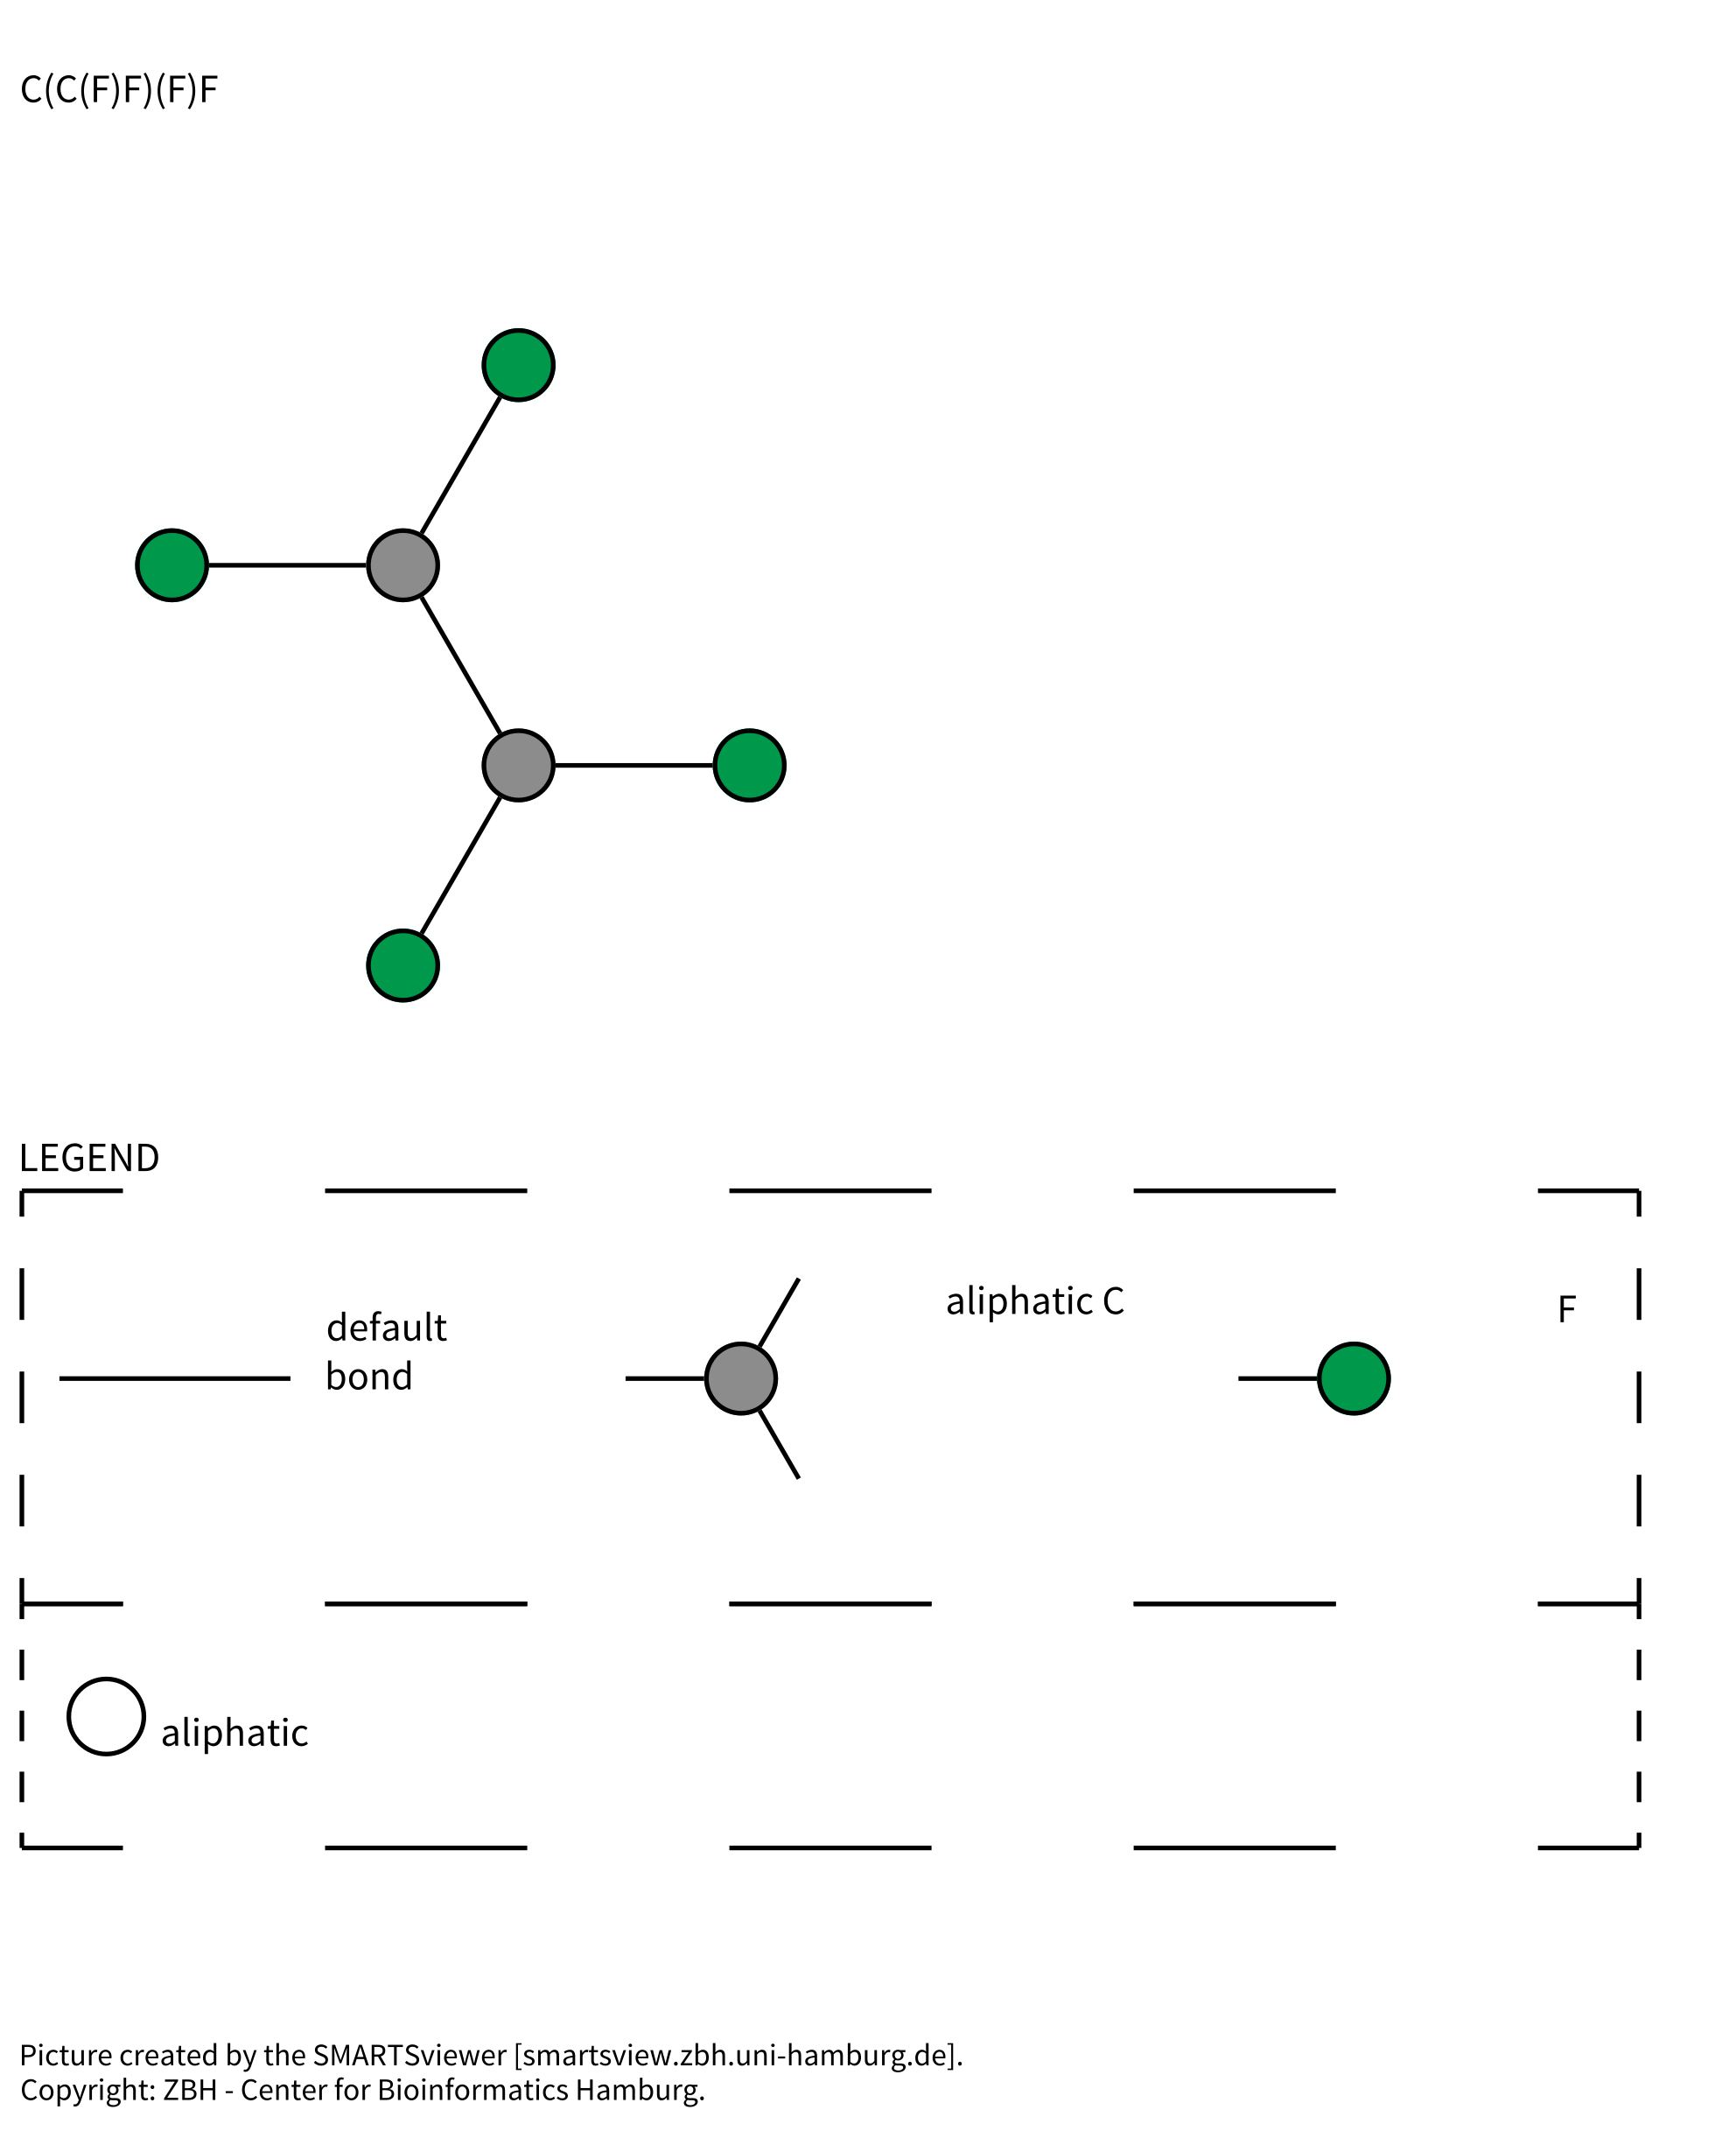 C(C(F)F)(F)F
LEGEND
default
bond
aliphatic C
F
aliphatic
Picture created by the SMARTSviewer [smartsview.zbh.uni-hamburg.de].
Copyright: ZBH - Center for Bioinformatics Hamburg.